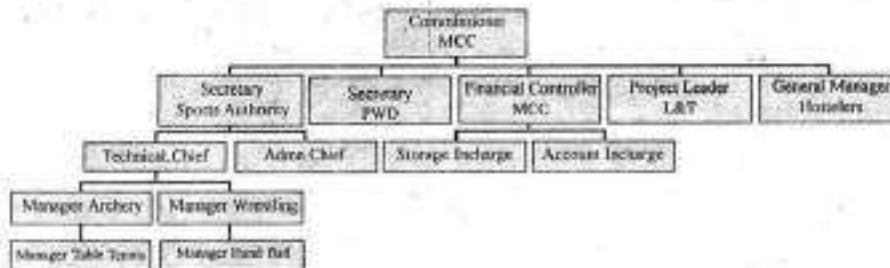 Commissioner
MCC
Secretary
Sports Authority
Secretary
PWD
Financial Controller
MCC
Project Leader
L&T
General Manager
Hoteliers
Technical Chief
Admn Chief
Storage Incharge
Account Incharge
Manager Archery
Manager Wrestling
Manager Table Tennis
Manager Hand Ball